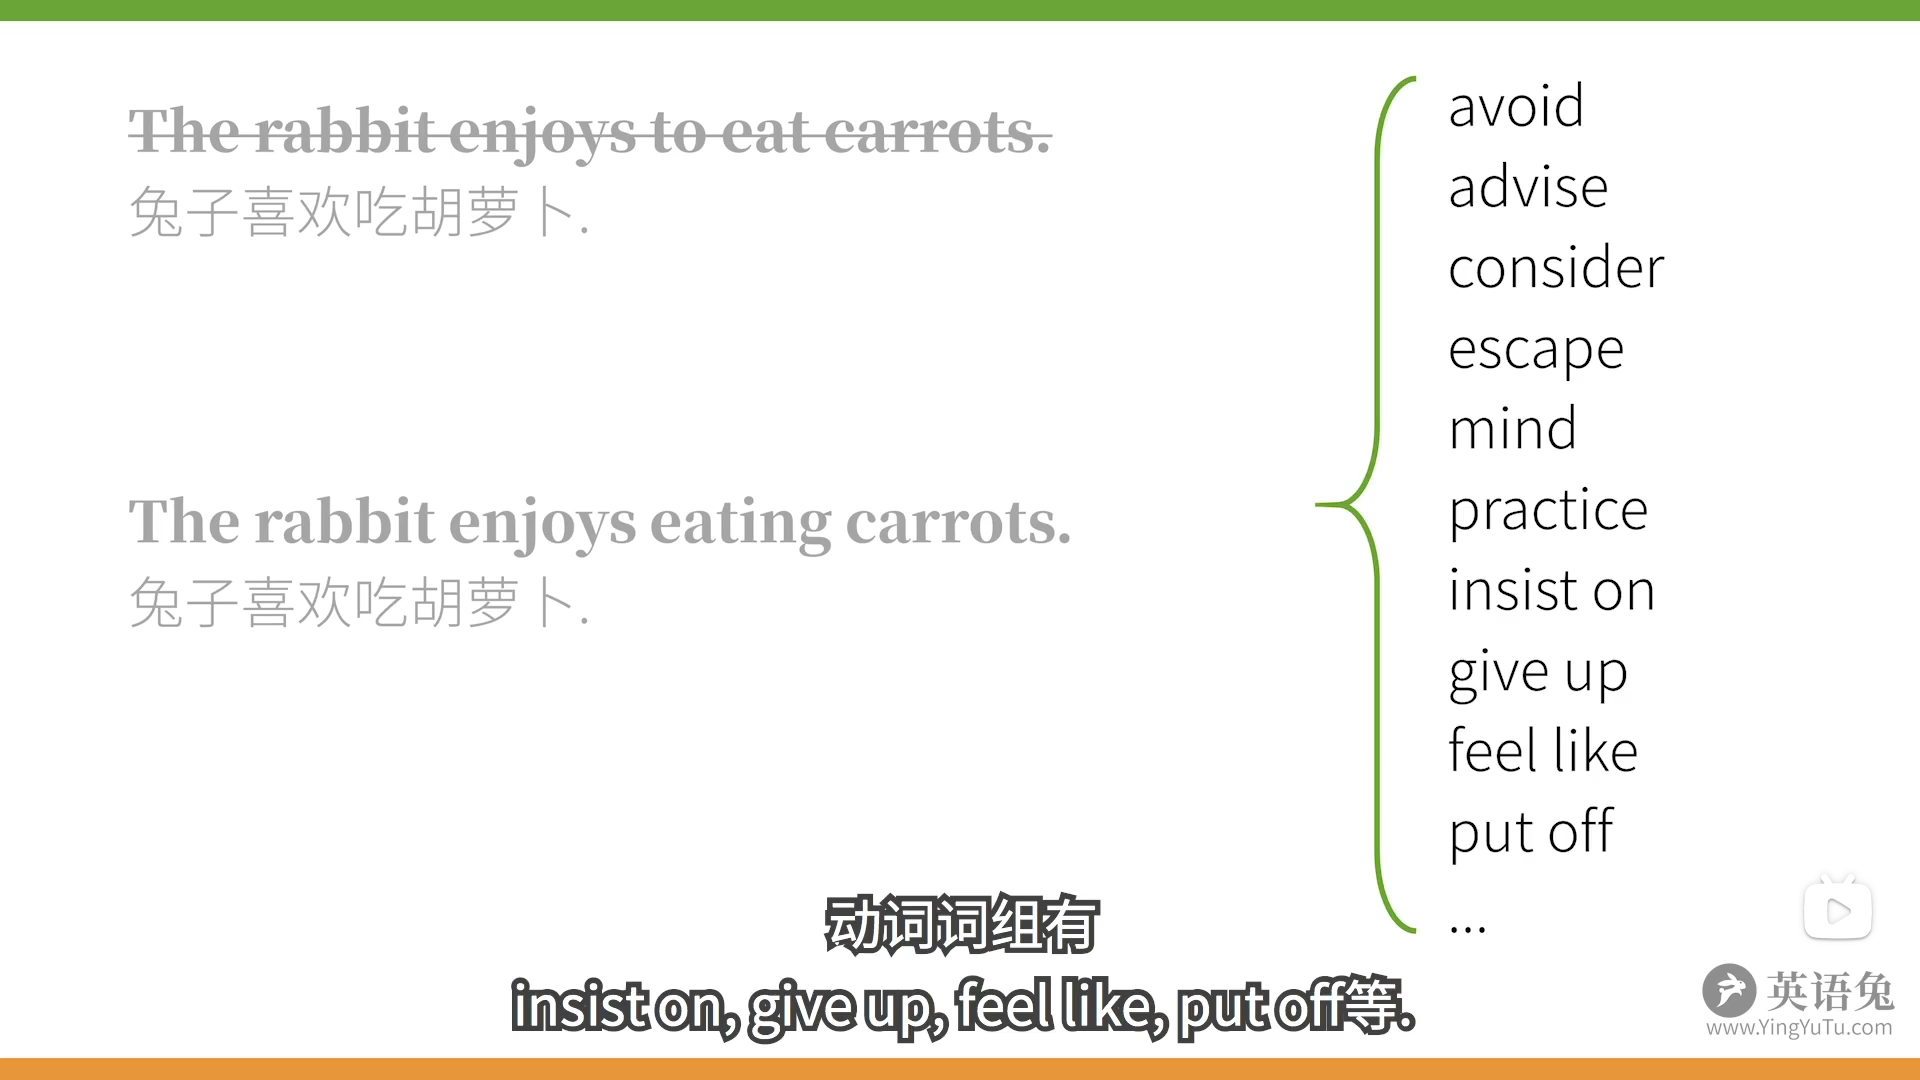 The rabbit enjoys to eat carrots.
兔子喜欢吃胡萝卜.
The rabbit enjoys eating carrots.
兔子喜欢吃胡萝卜.
avoid
advise
consider
escape
mind
practice
insist on
give up
feel like
put off
...
动词词组有
insist on, give up, feel like, put off等.
英语兔
www.YingYuTu.com